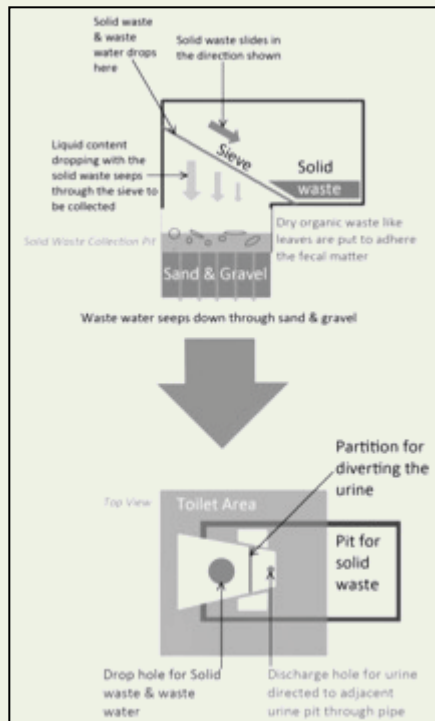 Solid waste
& waste
water drops
here
Solid waste slides in
the direction shown
Sieve
Liquid content
dropping with the
solid waste seeps
through the sieve to
be collected
Solid
waste
Solid Waste Collection Pit
Dry organic waste like
leaves are put to adhere
the fecal matter
Sand & Gravel
Waste water seeps down through sand & gravel
Partition for
diverting the
urine
Top View
Toilet Area
Pit for
solid
waste
Drop hole for Solid
waste & waste
water
Discharge hole for urine
directed to adjacent
urine pit through pipe